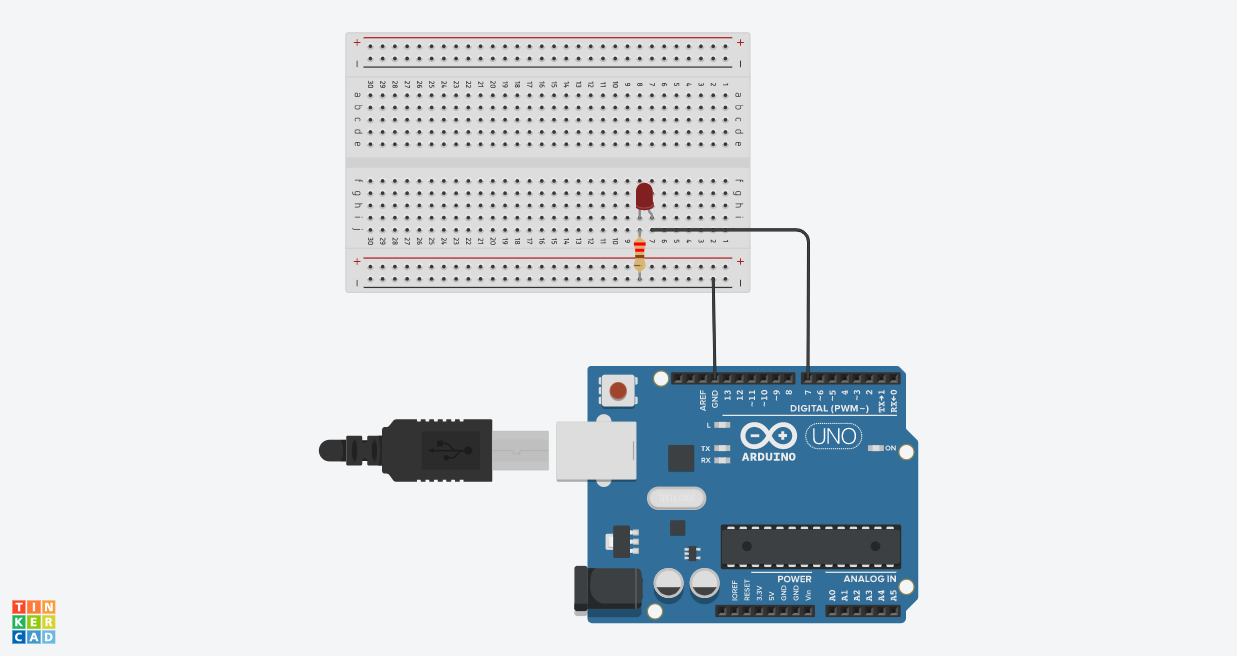 + +
− −
30 29 28 27 26 25 24 23 22 21 20 19 18 17 16 15 14 13 12 11 10 9 8 7 6 5 4 3 2 1
a a
b b
c c
d d
e e
f f
g g
h h
i i
j j
30 29 28 27 26 25 24 23 22 21 20 19 18 17 16 15 14 13 12 11 10 9 7 6 5 4 3 2 1
+ +
− −
AREF GND 13 12 ~11 ~10 ~9 8 7 ~6 ~5 4 ~3 2 TX→1 RX←0
DIGITAL (PWM~)
L
TX
RX
ARDUINO
UNO
ON
POWER ANALOG IN
IOREF RESET 3.3V 5V GND GND Vin A0 A1 A2 A3 A4 A5
TIN
KER
CAD